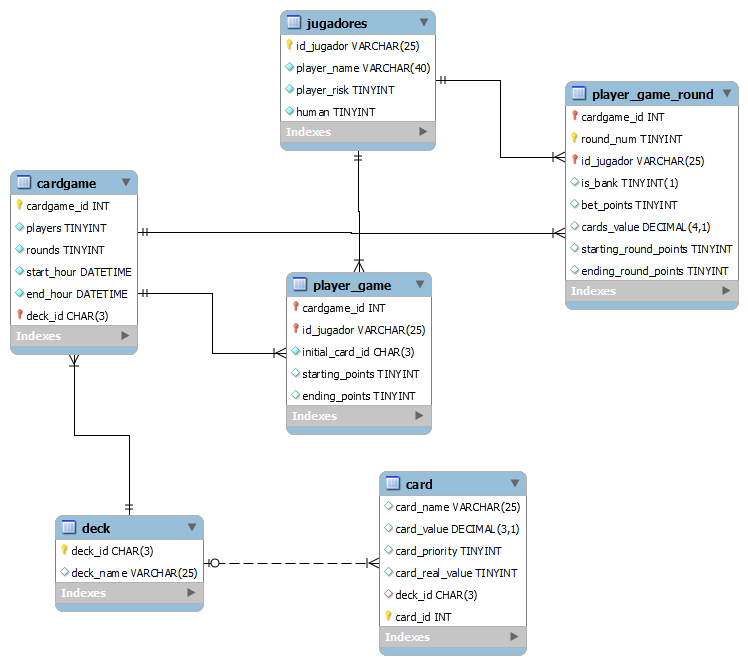 jugadores
id_jugador VARCHAR(25)
player_name VARCHAR(40)
player_risk TINYINT
human TINYINT
Indexes
player_game_round
cardgame_id INT
round_num TINYINT
id_jugador VARCHAR(25)
is_bank TINYINT(1)
bet_points TINYINT
cards_value DECIMAL(4,1)
starting_round_points TINYINT
ending_round_points TINYINT
Indexes
cardgame
cardgame_id INT
players TINYINT
rounds TINYINT
start_hour DATETIME
end_hour DATETIME
deck_id CHAR(3)
Indexes
player_game
cardgame_id INT
id_jugador VARCHAR(25)
initial_card_id CHAR(3)
starting_points TINYINT
ending_points TINYINT
Indexes
deck
deck_id CHAR(3)
deck_name VARCHAR(25)
Indexes
card
card_name VARCHAR(25)
card_value DECIMAL(3,1)
card_priority TINYINT
card_real_value TINYINT
deck_id CHAR(3)
card_id INT
Indexes